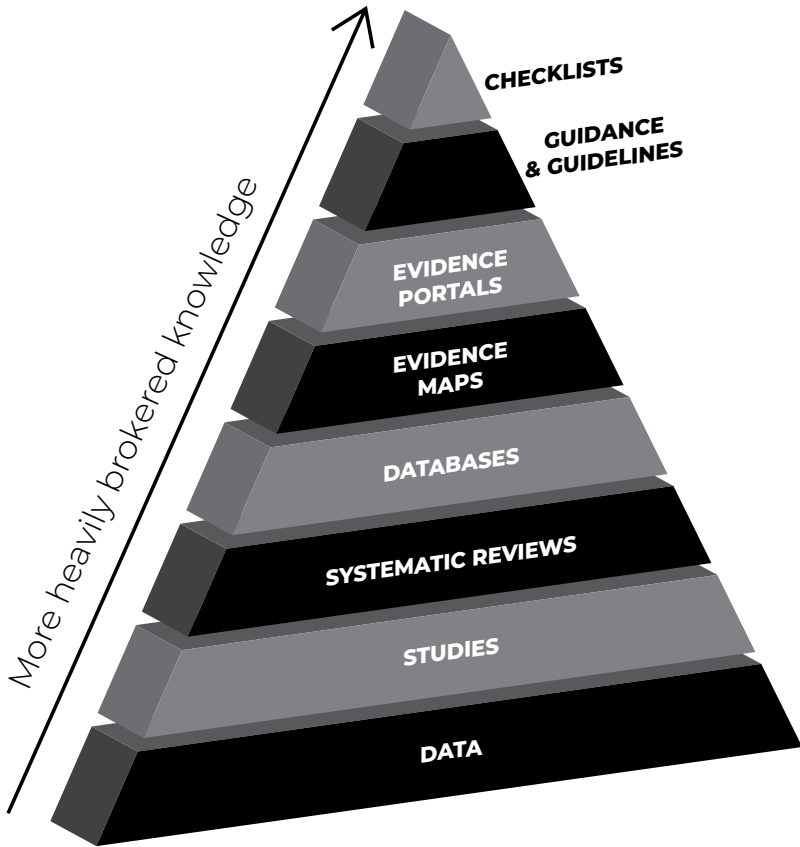 CHECKLISTS
GUIDANCE
& GUIDELINES
EVIDENCE
PORTALS
EVIDENCE
MAPS
DATABASES
SYSTEMATIC REVIEWS
STUDIES
DATA
More heavily brokered knowledge